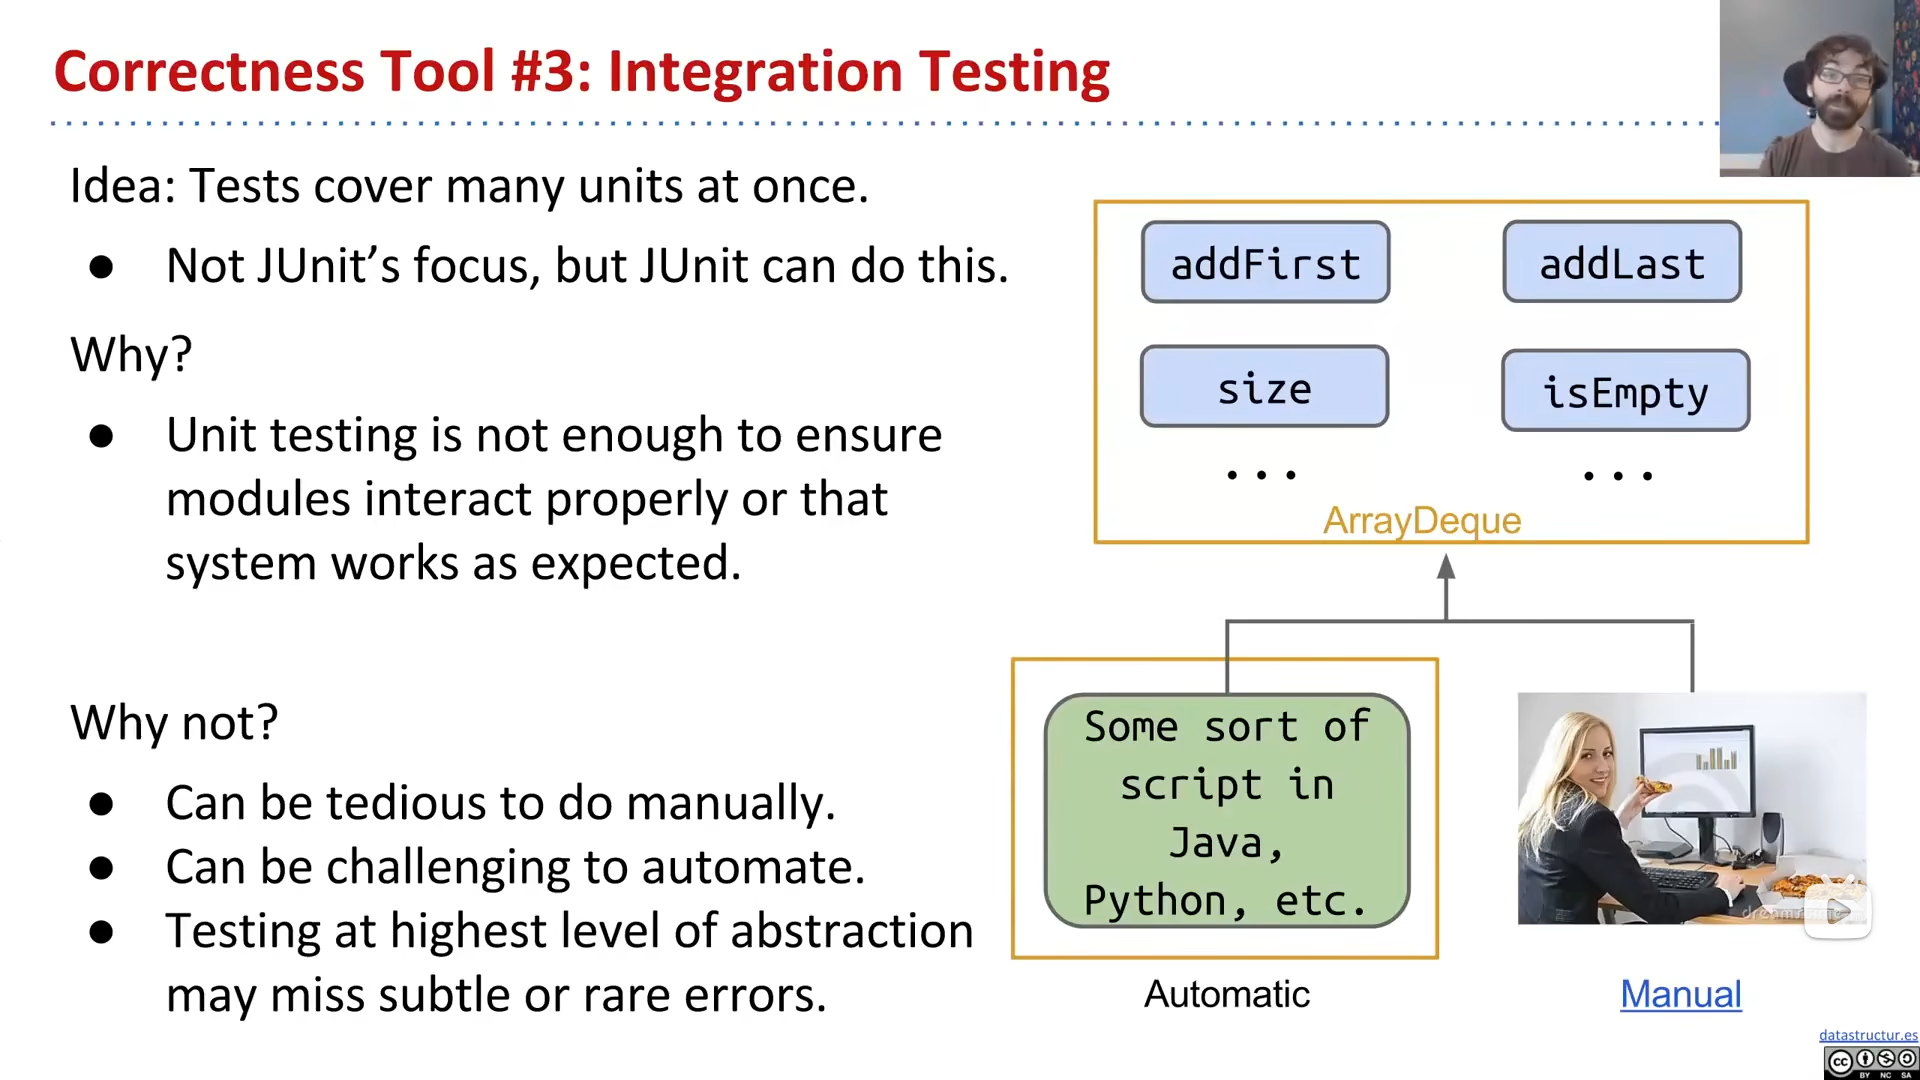 Correctness Tool #3: Integration Testing
Idea: Tests cover many units at once.
● Not JUnit’s focus, but JUnit can do this.
Why?
● Unit testing is not enough to ensure
modules interact properly or that
system works as expected.
Why not?
● Can be tedious to do manually.
● Can be challenging to automate.
● Testing at highest level of abstraction
may miss subtle or rare errors.
addFirst
addLast
size
isEmpty
...
...
ArrayDeque
Some sort of
script in
Java,
Python, etc.
Automatic
Manual
datastructur.es
cc
BY NC SA